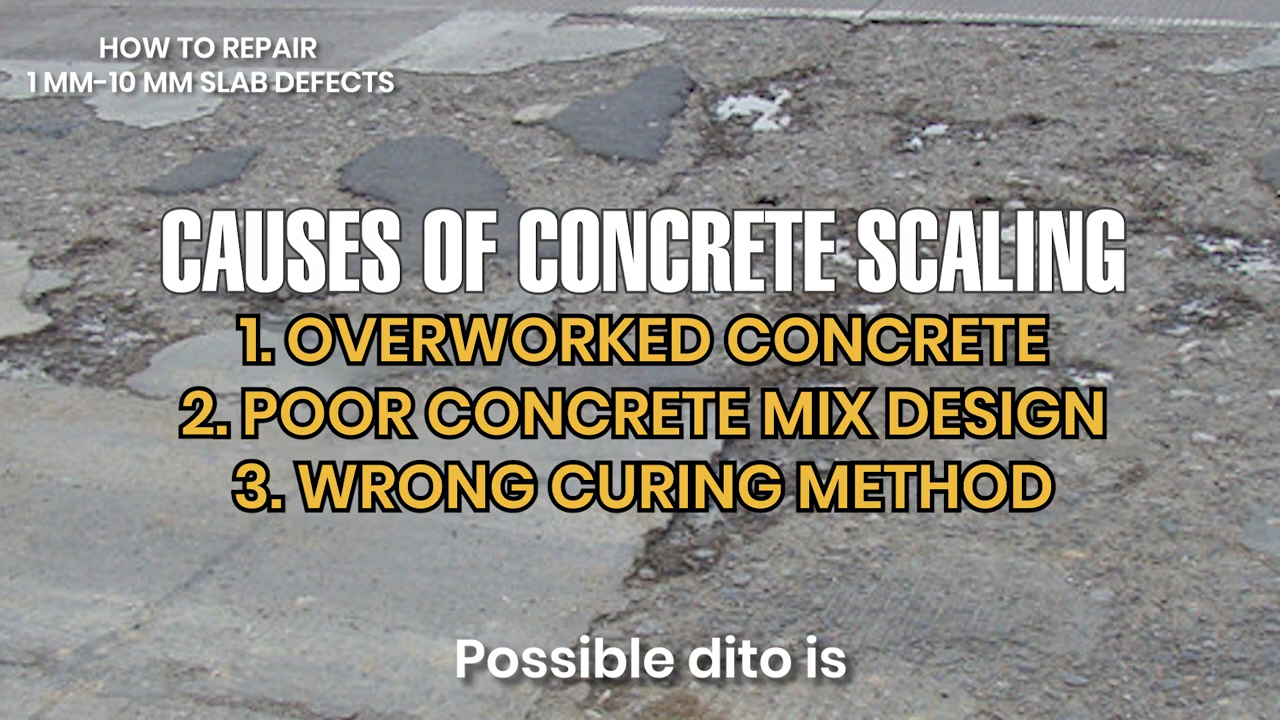 HOW TO REPAIR
1 MM-10 MM SLAB DEFECTS
CAUSES OF CONCRETE SCALING
1. OVERWORKED CONCRETE
2. POOR CONCRETE MIX DESIGN
3. WRONG CURING METHOD
Possible dito is